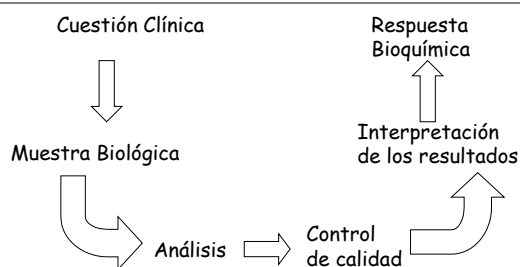 Cuestión Clínica
Respuesta
Bioquímica
Muestra Biológica
Interpretación
de los resultados
Análisis
Control
de calidad